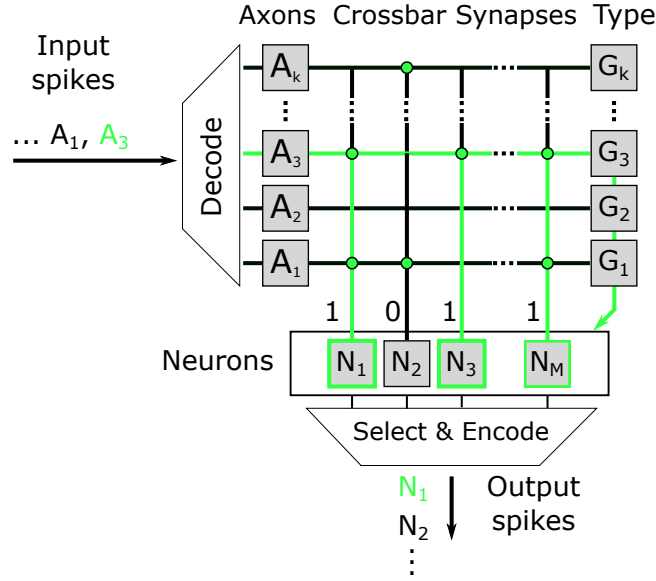 Axons Crossbar Synapses Type
Input
spikes
... A₁, A₃
Decode
Aₖ Gₖ
A₃ G₃
A₂ G₂
A₁ G₁
1 0 1 1
Neurons N₁ N₂ N₃ N_M
Select & Encode
N₁
N₂
Output
spikes